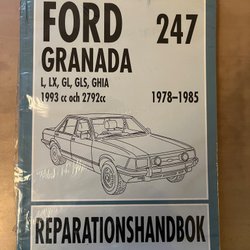 FORD 247
GRANADA
L, LX, GL, GLS, GHIA
1993 cc och 2792cc 1978–1985
REPARATIONSHANDBOK